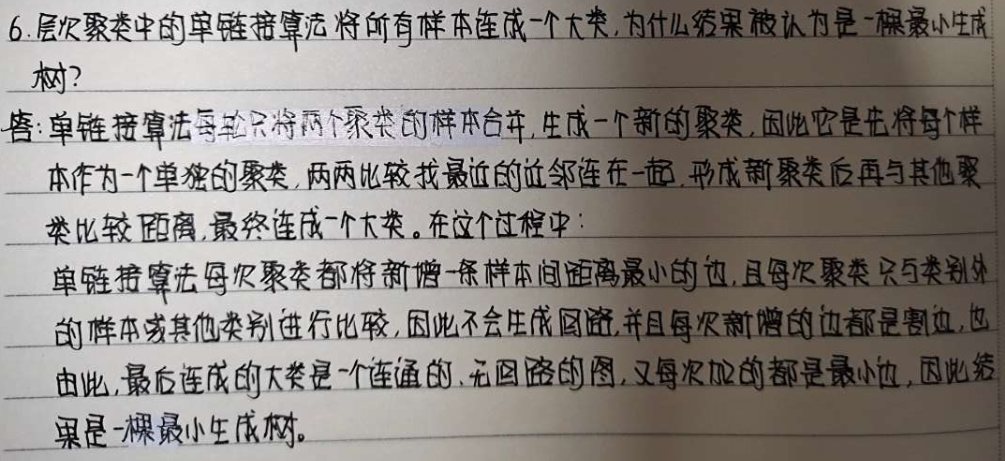 6.层次聚类中的单链接算法将所有样本连成一个大类,为什么结果被认为是一棵最小生成
树?
答:单链接算法每轮只将两个聚类的样本合并,生成一个新的聚类,因此它是先将每个样
本作为一个单独的聚类,两两比较找最近的近邻连在一起,形成新聚类后再与其他聚
类比较距离,最终连成一个大类。在这个过程中:
单链接算法每次聚类都将新增一条样本间距离最小的边,且每次聚类只与类别外
的样本或其他类别进行比较,因此不会生成回路,并且每次新增的边都是割边,也
由此,最后连成的大类是一个连通的、无回路的图,又每次加的都是最小边,因此结
果是一棵最小生成树。